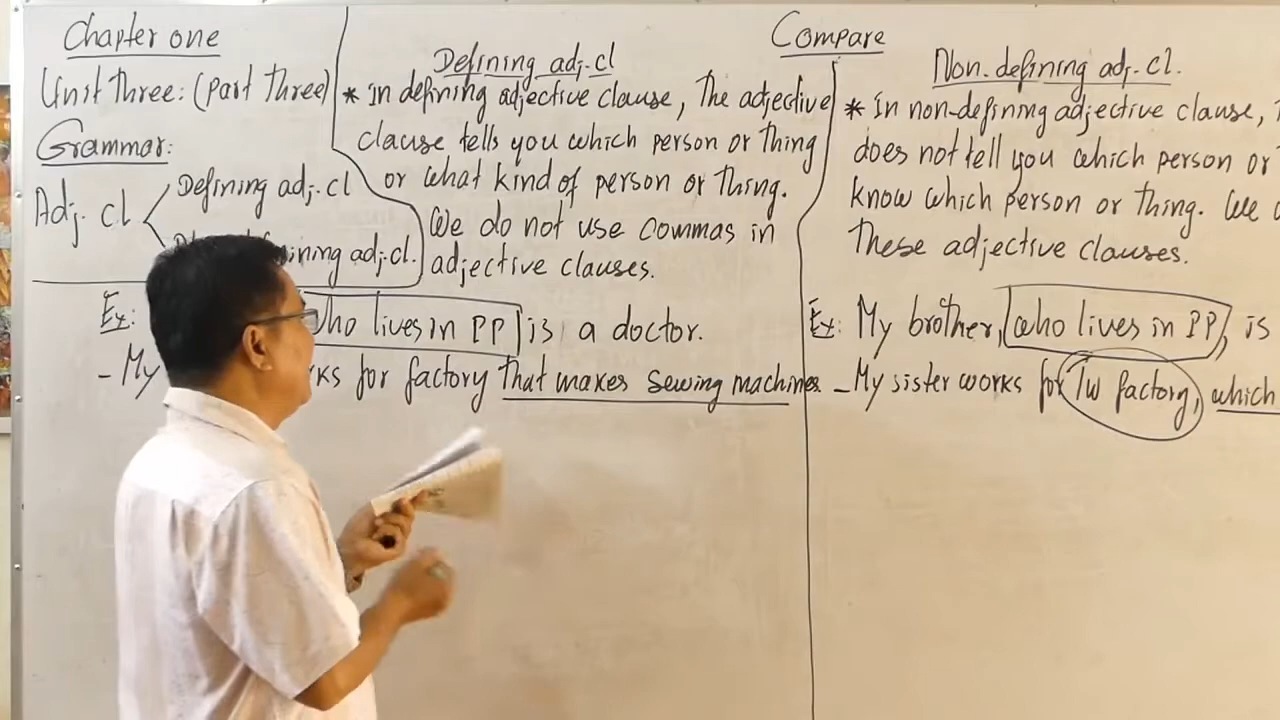 Chapter one
Unit Three: (Part Three)
Grammar:
Adj. cl
Defining adj. cl
ining adj.cl.
Compare
Defining adj.cl
* in defining adjective clause, The adjective
clause tells you which person or thing
or what kind of person or thing.
We do not use commas in
adjective clauses.
Ex: who lives in PP is a doctor.
- My rks for factory that makes sewing machines
Non-defining adj. cl.
* in non-defining adjective clause,
does not tell you which person or
know which person or thing. We
these adjective clauses.
Ex: My brother, who lives in PP, is
- My sister works for Tw factory, which